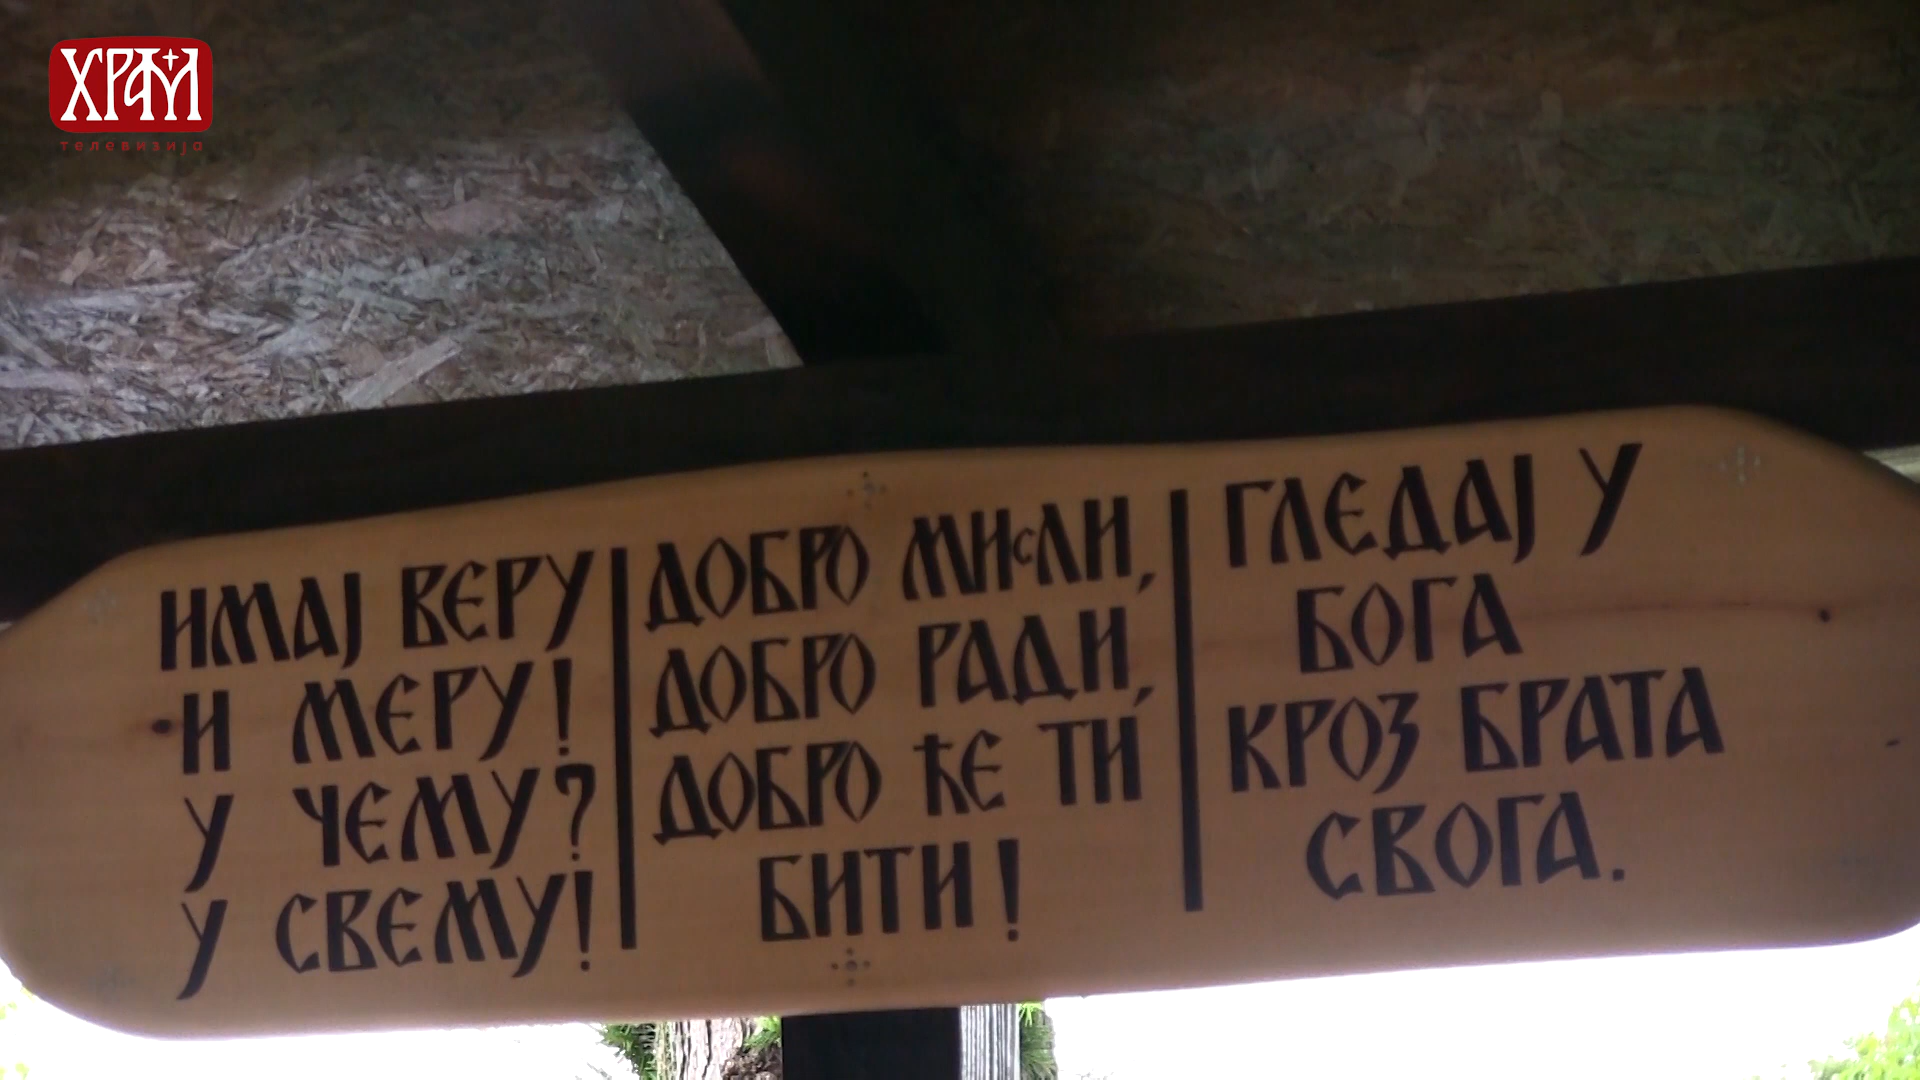 ХРАМ
телевизија
ИМАЈ ВЕРУ
И МЕРУ!
У ЧЕМУ?
У СВЕМУ!
ДОБРО МИСЛИ,
ДОБРО РАДИ,
ДОБРО ЋЕ ТИ
БИТИ!
ГЛЕДАЈ У
БОГА
КРОЗ БРАТА
СВОГА.